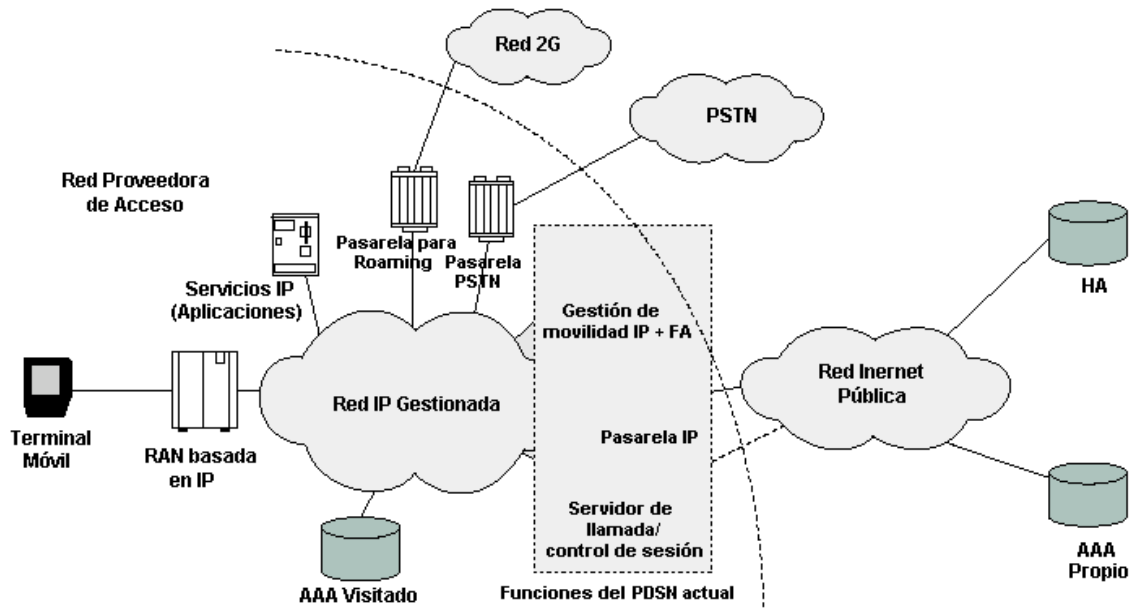 Red 2G
PSTN
Red Proveedora
de Acceso
Pasarela para
Roaming
Pasarela
PSTN
Servicios IP
(Aplicaciones)
HA
Gestión de
movilidad IP + FA
Red Inernet
Pública
Red IP Gestionada
Terminal
Móvil
RAN basada
en IP
Pasarela IP
Servidor de
llamada/
control de sesión
AAA
Propio
AAA Visitado
Funciones del PDSN actual